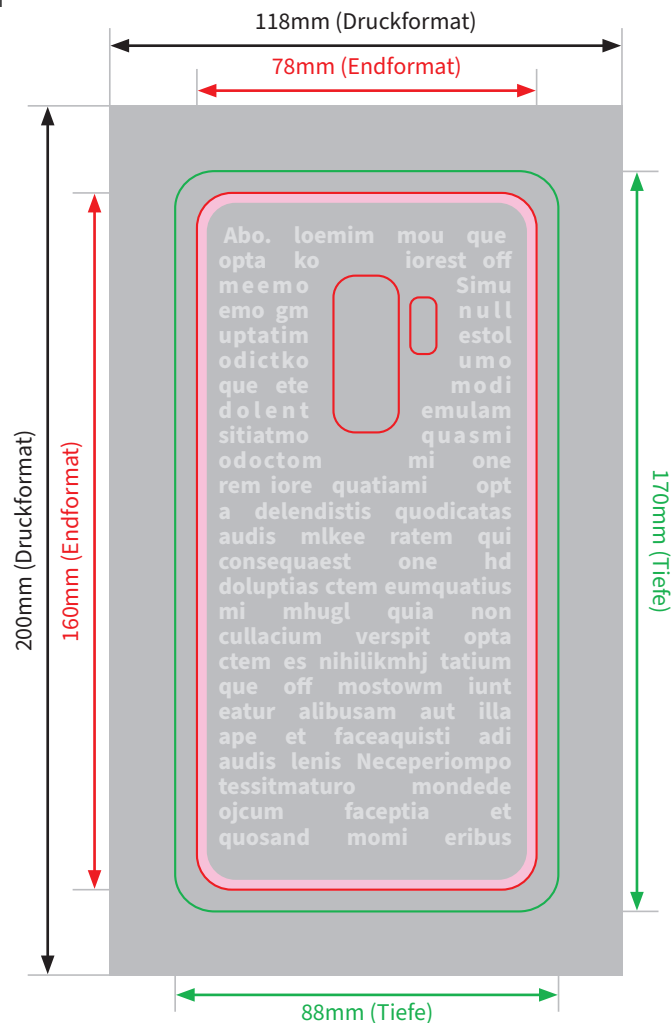 118mm (Druckformat)
78mm (Endformat)
200mm (Druckformat)
160mm (Endformat)
170mm (Tiefe)
Abo. loemim mou que
opta ko iorest off
meemo Simu
emo gm null
uptatim estol
odictko umo
que ete modi
dolent emulam
sitiatmo quasmi
odoctom mi one
rem iore quatiami opt
a delendistis quodicatas
audis mlkee ratem qui
consequaest one hd
doluptias ctem eumquatius
mi mhugl quia non
cullacium verspit opta
ctem es nihilikmhj tatium
que off mostowm iunt
eatur alibusam aut illa
ape et faceaquisti adi
audis lenis Neceperiompo
tessitmaturo mondede
ojcum faceptia et
quosand momi eribus
88mm (Tiefe)